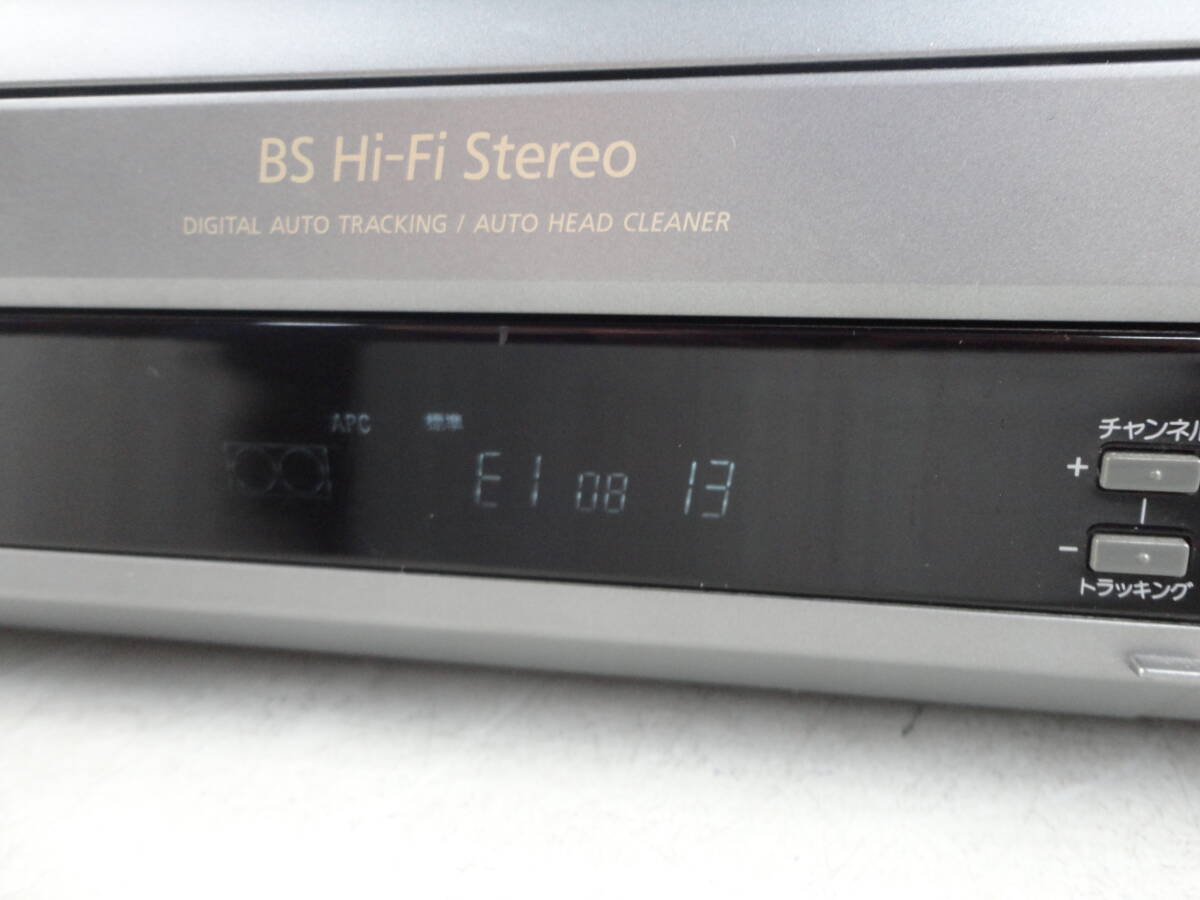 BS Hi-Fi Stereo
DIGITAL AUTO TRACKING / AUTO HEAD CLEANER
APC 標準
E1 08 13
チャンネル
+
−
トラッキング